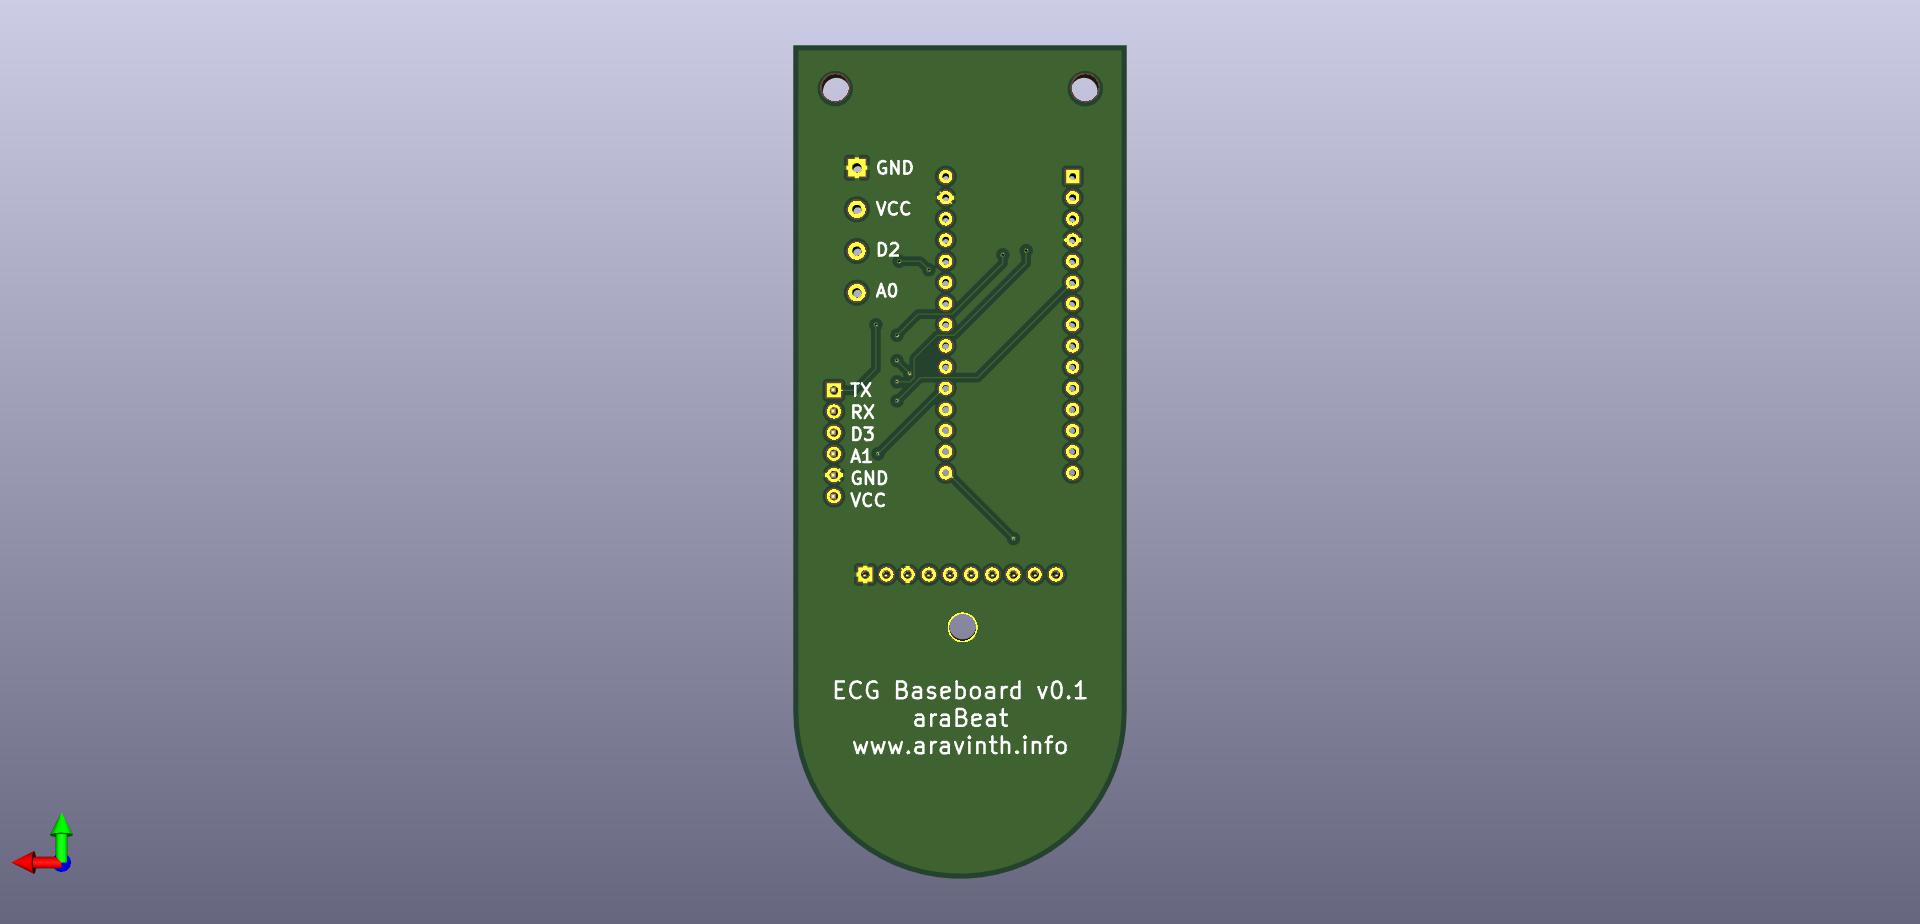 GND
VCC
D2
A0
TX
RX
D3
A1
GND
VCC
ECG Baseboard v0.1
araBeat
www.aravinth.info